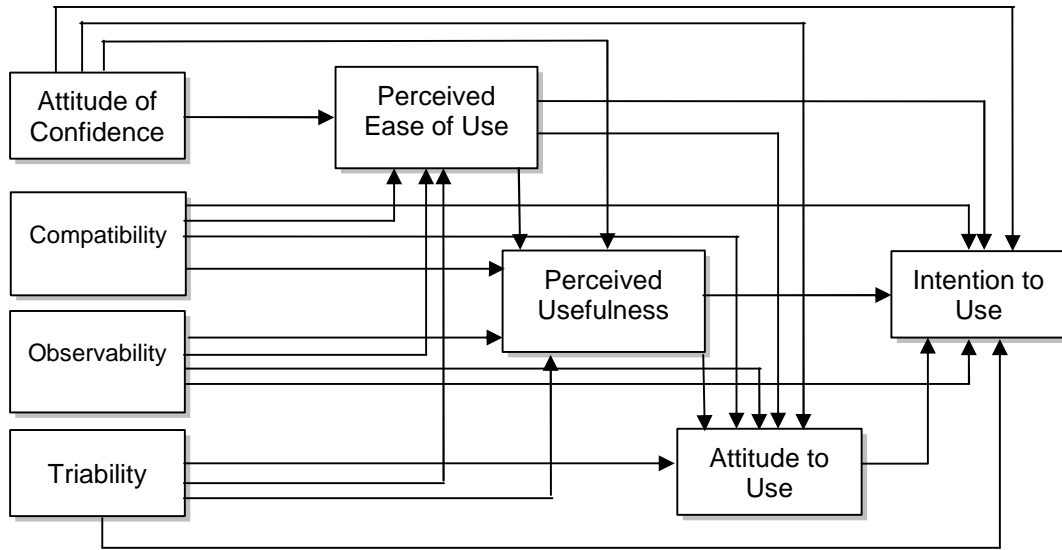 Attitude of
Confidence
Perceived
Ease of Use
Compatibility
Perceived
Usefulness
Intention to
Use
Observability
Triability
Attitude to
Use